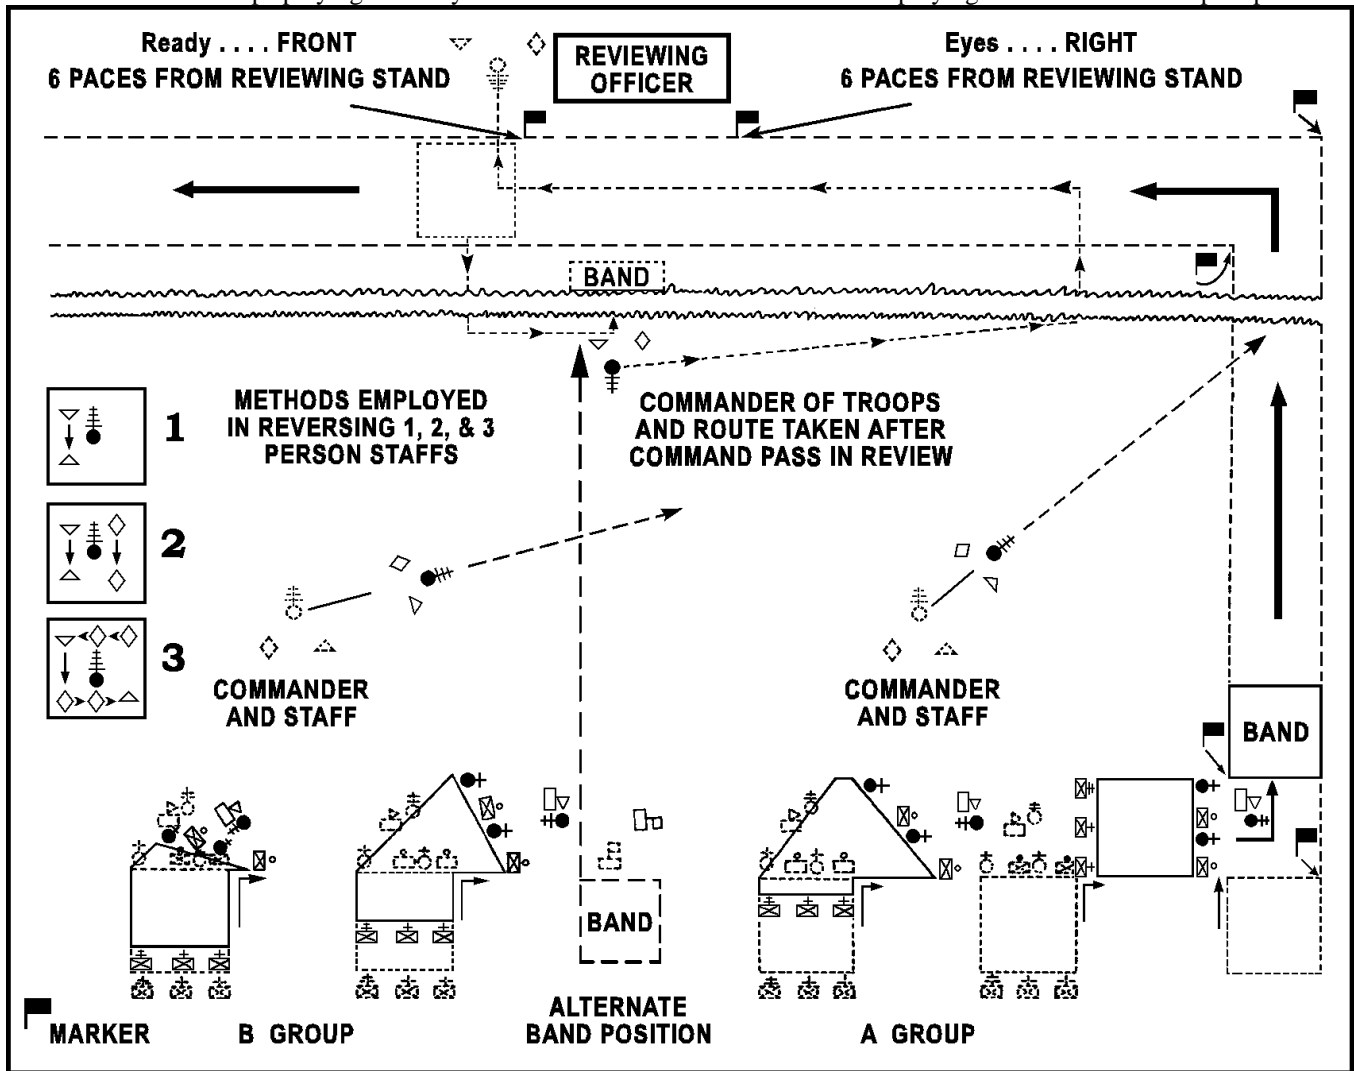 Ready . . . . FRONT
6 PACES FROM REVIEWING STAND
REVIEWING
OFFICER
Eyes . . . . RIGHT
6 PACES FROM REVIEWING STAND
BAND
METHODS EMPLOYED
IN REVERSING 1, 2, & 3
PERSON STAFFS
COMMANDER OF TROOPS
AND ROUTE TAKEN AFTER
COMMAND PASS IN REVIEW
1
2
3
COMMANDER
AND STAFF
COMMANDER
AND STAFF
BAND
BAND
ALTERNATE
BAND POSITION
MARKER
B GROUP
A GROUP